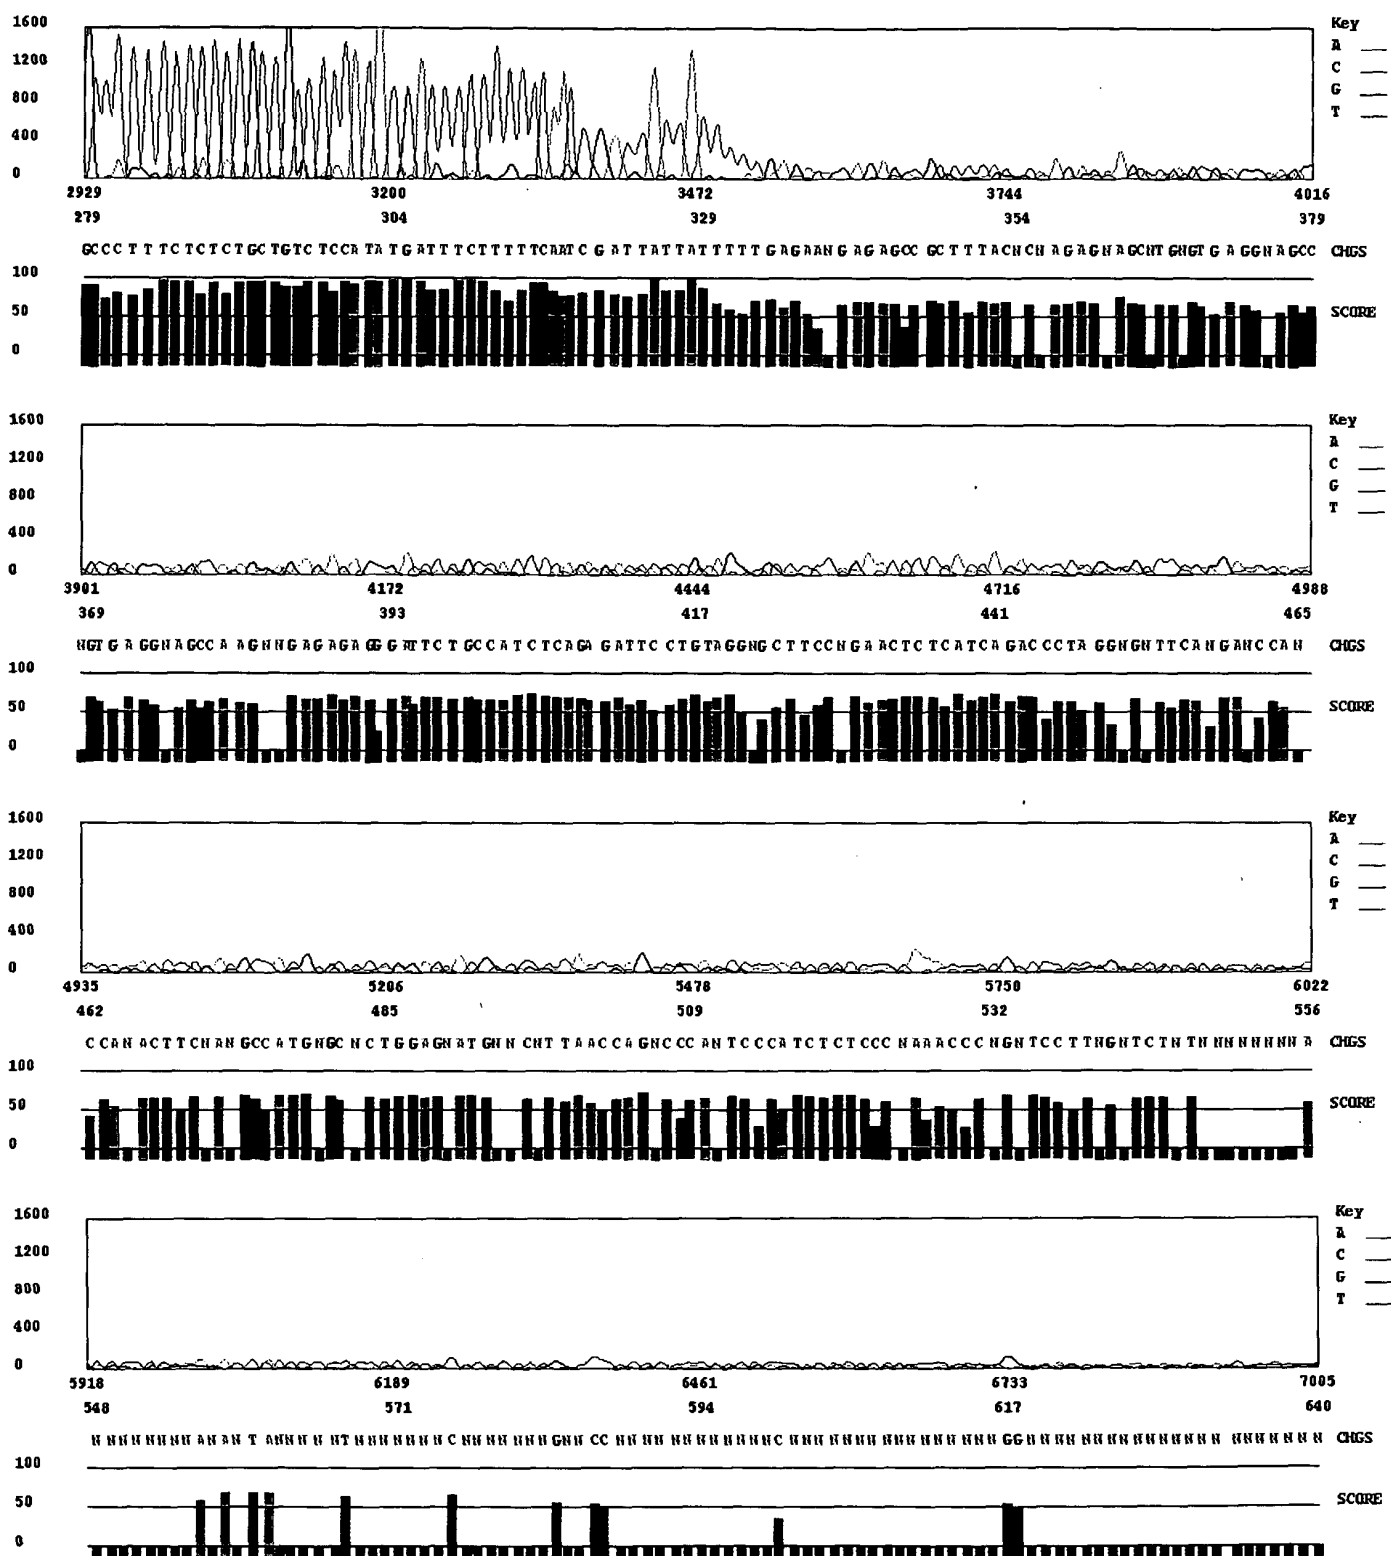 1600
1200
800
400
0
Key
A
C
G
T
2929 3200 3472 3744 4016
279 304 329 354 379
GCCCT TTCTCTCTGCTGTCTCCATATGATTTCTTTTTCAATCGATTATTATTTTTGAGAANGAGAGCCGCTTTACNCNAGAGNAGCNTGNGTGAGGNAGCC CHGS
100
50
0
SCORE
1600
1200
800
400
0
Key
A
C
G
T
3901 4172 4444 4716 4988
369 393 417 441 465
NGTGAGGNAGCCAAGNNGAGAGAGGGATTCTGCCATCTCAGAGATTCCTGTAGGNGCTTCCNGAACTCTCATCAGACCCTAGGNGNTTCANGANCCAN CHGS
100
50
0
SCORE
1600
1200
800
400
0
Key
A
C
G
T
4935 5206 5478 5750 6022
462 485 509 532 556
CCANACTTCNANGCCATGNGCNCTGGAGNATGNNCNTTAACCAGNCCCANTCCCATCTCTCCCNAAACCCNGNTCCTTNGNTCTNTNNNNNNNNA CHGS
100
50
0
SCORE
1600
1200
800
400
0
Key
A
C
G
T
5918 6189 6461 6733 7005
548 571 594 617 640
CHGS
100
50
0
SCORE